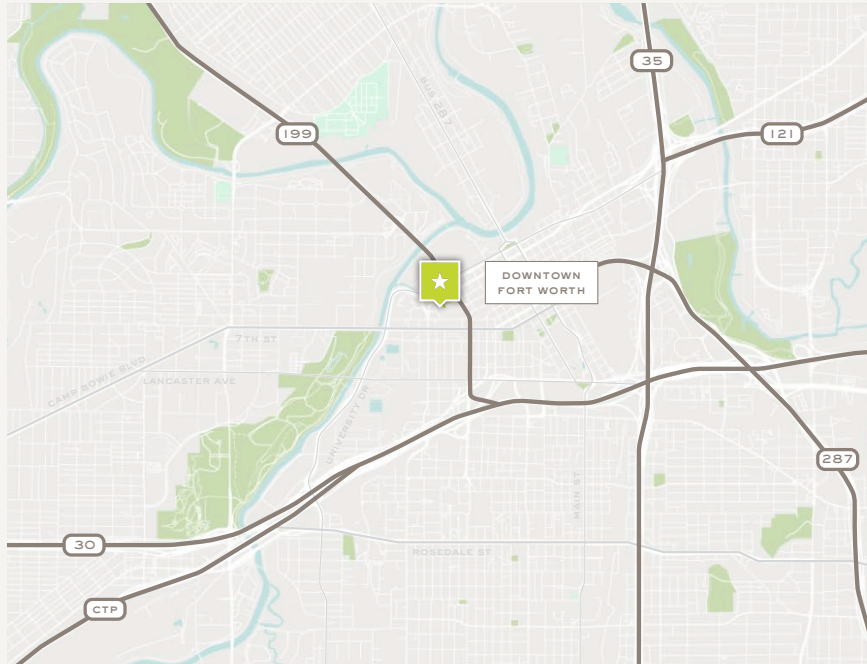 BUS 287
35
199
121
DOWNTOWN
FORT WORTH
7TH ST
CAMP BOWIE BLVD
LANCASTER AVE
UNIVERSITY DR
MAIN ST
287
30
ROSEDALE ST
CTP